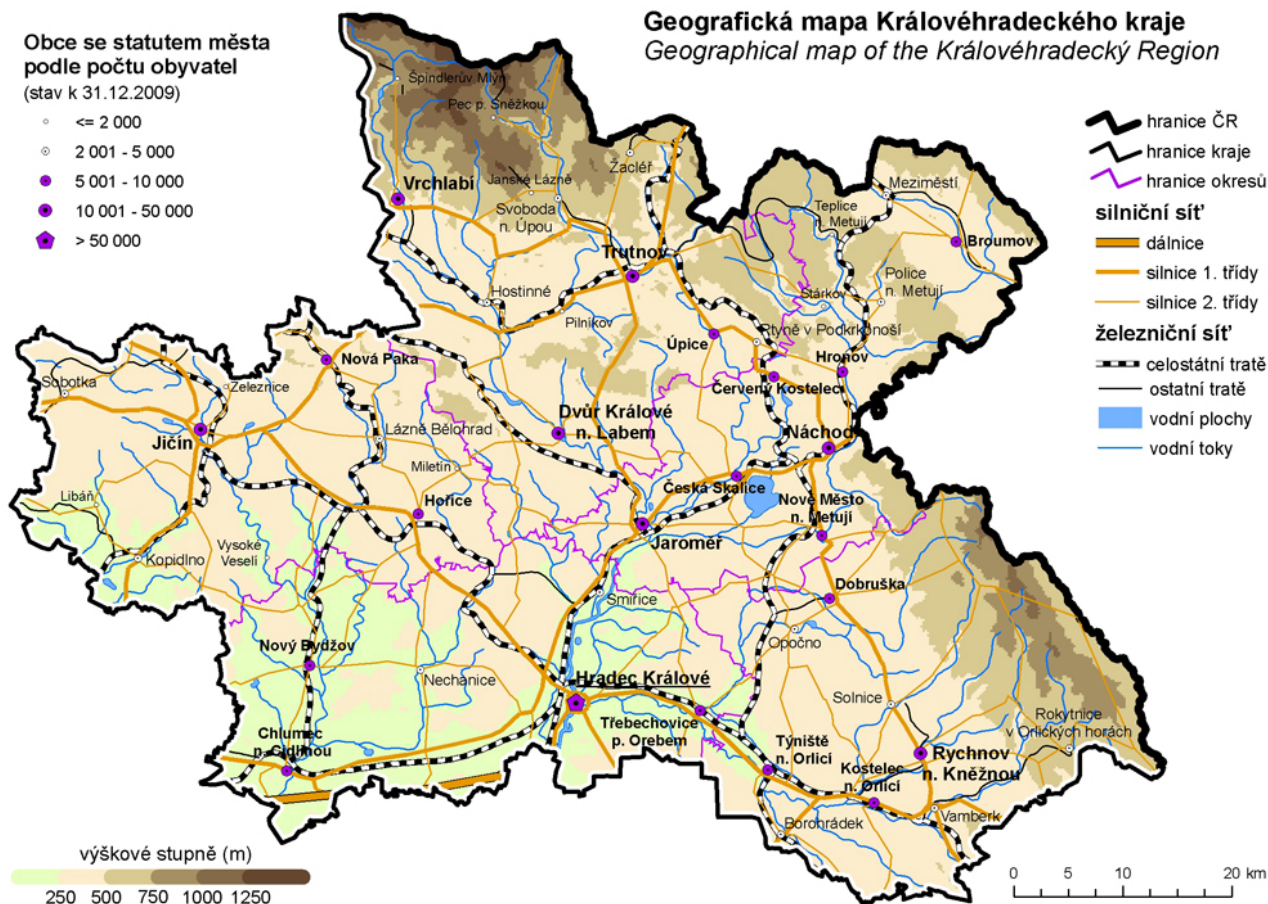 Geografická mapa Královéhradeckého kraje
Geographical map of the Královéhradecký Region
Obce se statutem města
podle počtu obyvatel
(stav k 31.12.2009)
<= 2 000
2 001 - 5 000
5 001 - 10 000
10 001 - 50 000
> 50 000
hranice ČR
hranice kraje
hranice okresů
silniční síť
dálnice
silnice 1. třídy
silnice 2. třídy
železniční síť
celostátní tratě
ostatní tratě
vodní plochy
vodní toky
Špindlerův Mlýn
Pec p. Sněžkou
Žacléř
Vrchlabí
Janské Lázně
Svoboda
n. Úpou
Meziměstí
Teplice
n. Metují
Broumov
Trutnov
Police
n. Metují
Hostinné
Stárkov
Pilníkov
Rtyně v Podkrkonoší
Úpice
Hronov
Nová Paka
Sobotka
Železnice
Červený Kostelec
Dvůr Králové
n. Labem
Lázně Bělohrad
Náchod
Jičín
Miletín
Česká Skalice
Libáň
Hořice
Nové Město
n. Metují
Jaroměř
Vysoké
Veselí
Kopidlno
Dobruška
Smiřice
Opočno
Nový Bydžov
Nechanice
Hradec Králové
Solnice
Třebechovice
p. Orebem
Rokytnice
v Orlických horách
Chlumec
n. Cidlinou
Týniště
n. Orlicí
Rychnov
n. Kněžnou
Kostelec
n. Orlicí
Vamberk
Borohrádek
výškové stupně (m)
250 500 750 1000 1250
0 5 10 20 km